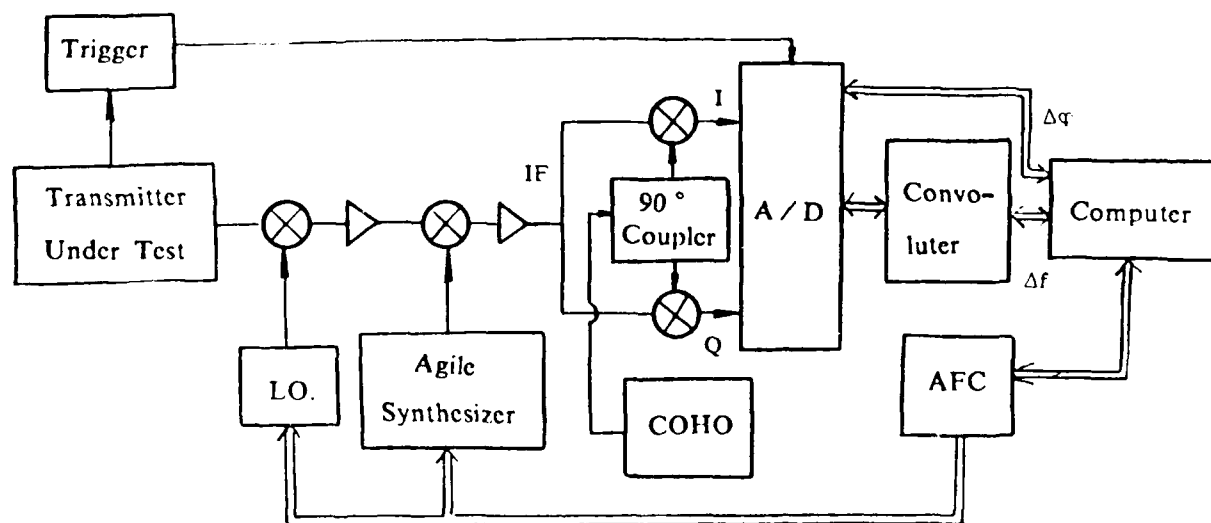 Trigger
I
Δφ
Transmitter
Under Test
IF
90°
Coupler
A/D
Convo-
luter
Computer
Δf
Q
LO.
Agile
Synthesizer
COHO
AFC